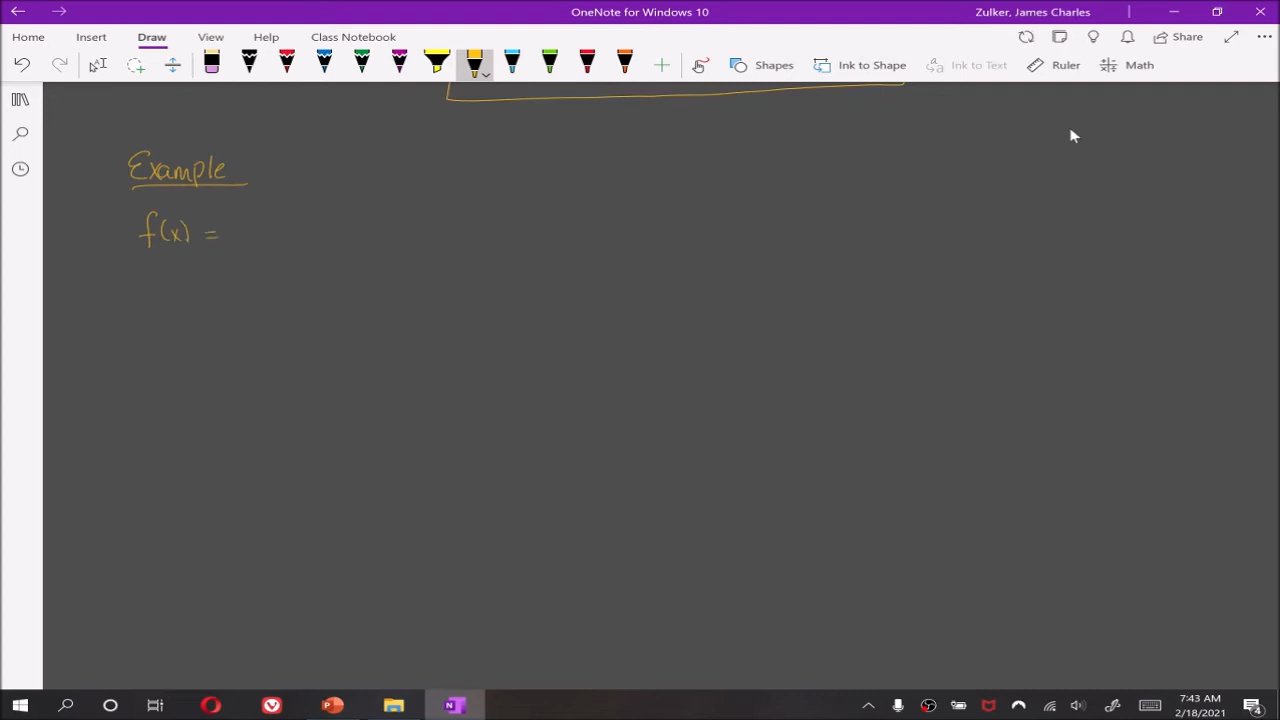 OneNote for Windows 10
Zulker, James Charles
Home Insert Draw View Help Class Notebook
Share
Shapes Ink to Shape Ink to Text Ruler Math
Example
f(x) =
7:43 AM
2/18/2021
4